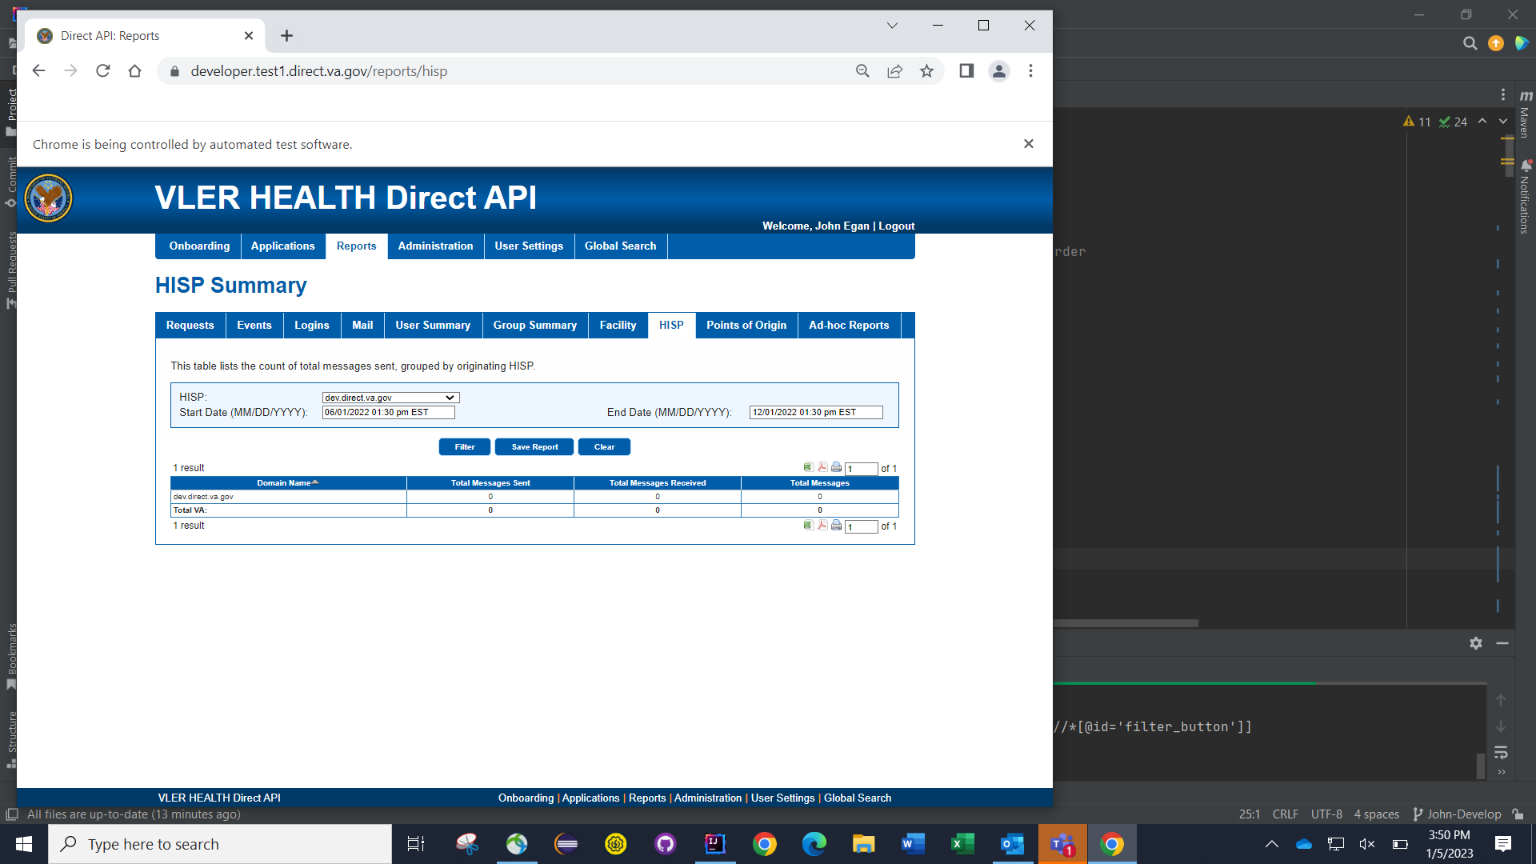 Direct API: Reports
developer.test1.direct.va.gov/reports/hisp
Chrome is being controlled by automated test software.
VLER HEALTH Direct API
Welcome, John Egan | Logout
Onboarding Applications Reports Administration User Settings Global Search
HISP Summary
Requests Events Logins Mail User Summary Group Summary Facility HISP Points of Origin Ad-hoc Reports
This table lists the count of total messages sent, grouped by originating HISP.
HISP: dev.direct.va.gov
Start Date (MM/DD/YYYY): 06/01/2022 01:30 pm EST End Date (MM/DD/YYYY): 12/01/2022 01:30 pm EST
Filter Save Report Clear
1 result 1 of 1
Domain Name Total Messages Sent Total Messages Received Total Messages
dev.direct.va.gov 0 0 0
Total VA: 0 0 0
1 result 1 of 1
VLER HEALTH Direct API Onboarding | Applications | Reports | Administration | User Settings | Global Search
Project
Commit
Pull Requests
Bookmarks
Structure
11 24
rder
//*[@id='filter_button']]
m Maven
Notifications
All files are up-to-date (13 minutes ago) 25:1 CRLF UTF-8 4 spaces John-Develop
Type here to search
1
3:50 PM
1/5/2023